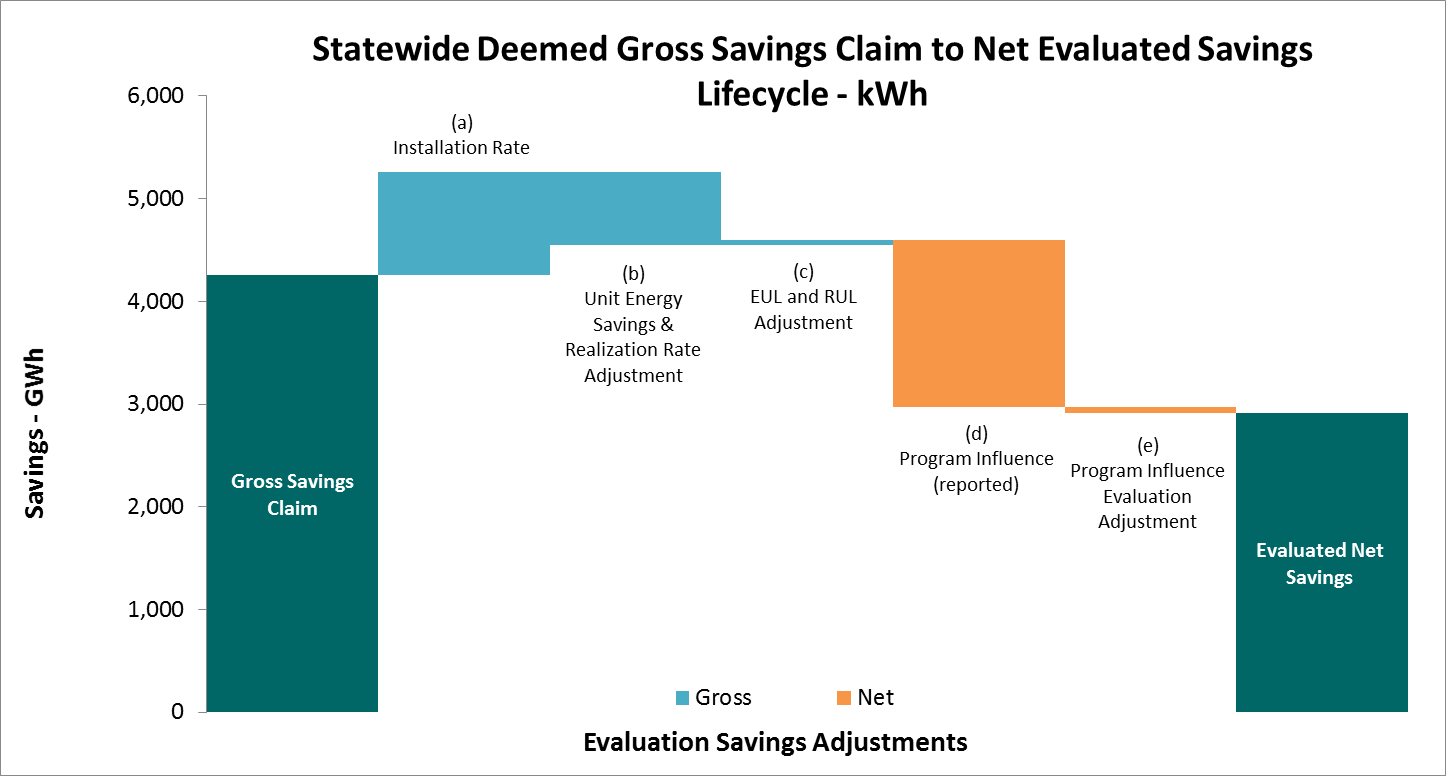 Statewide Deemed Gross Savings Claim to Net Evaluated Savings
Lifecycle - kWh
6,000
5,000
4,000
3,000
2,000
1,000
0
Savings - GWh
(a)
Installation Rate
(b)
Unit Energy
Savings &
Realization Rate
Adjustment
(c)
EUL and RUL
Adjustment
(d)
Program Influence
(reported)
(e)
Program Influence
Evaluation
Adjustment
Gross Savings
Claim
Evaluated Net
Savings
Gross
Net
Evaluation Savings Adjustments